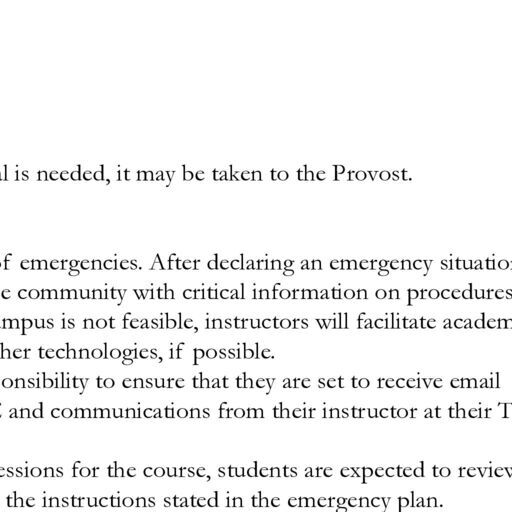 l is needed, it may be taken to the Provost.
of emergencies. After declaring an emergency situatio
e community with critical information on procedures
mpus is not feasible, instructors will facilitate academ
her technologies, if possible.
onsibility to ensure that they are set to receive email
and communications from their instructor at their T
essions for the course, students are expected to review
the instructions stated in the emergency plan.